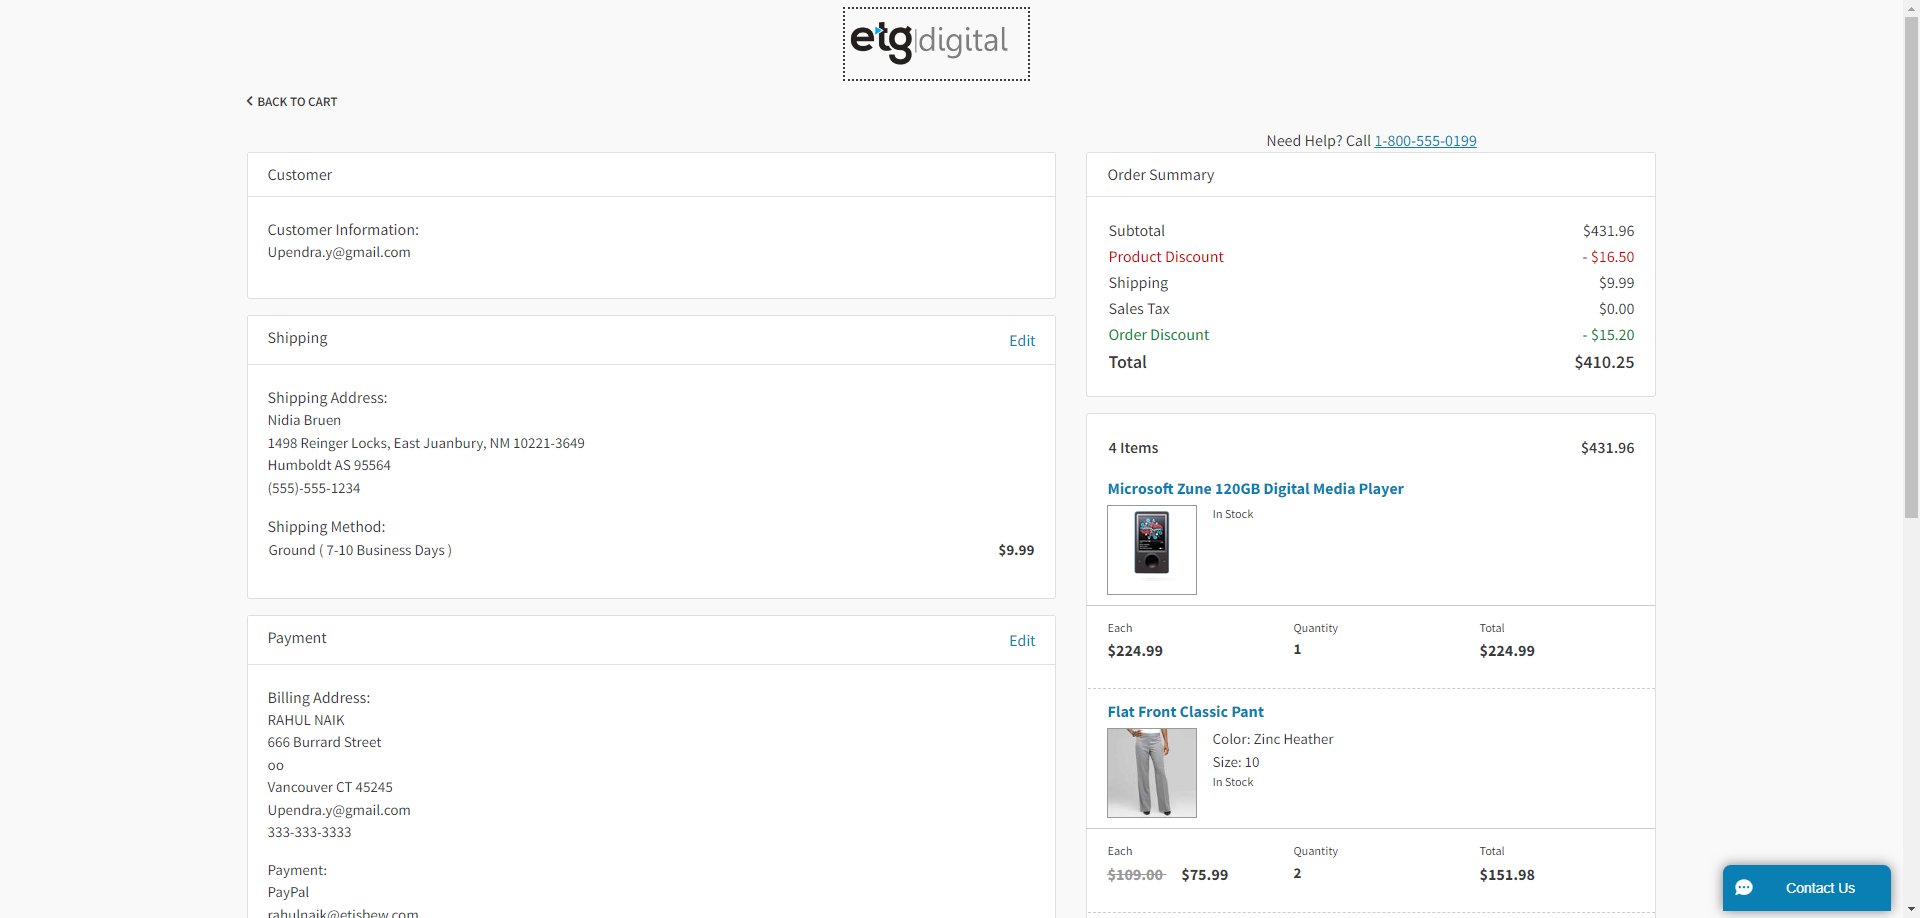 etg|digital
BACK TO CART
Need Help? Call 1-800-555-0199
Customer
Customer Information:
Upendra.y@gmail.com
Shipping
Edit
Shipping Address:
Nidia Bruen
1498 Reinger Locks, East Juanbury, NM 10221-3649
Humboldt AS 95564
(555)-555-1234
Shipping Method:
Ground ( 7-10 Business Days )
$9.99
Payment
Edit
Billing Address:
RAHUL NAIK
666 Burrard Street
oo
Vancouver CT 45245
Upendra.y@gmail.com
333-333-3333
Payment:
PayPal
rahulnaik@etisbew.com
Order Summary
Subtotal $431.96
Product Discount - $16.50
Shipping $9.99
Sales Tax $0.00
Order Discount - $15.20
Total $410.25
4 Items $431.96
Microsoft Zune 120GB Digital Media Player
In Stock
Each Quantity Total
$224.99 1 $224.99
Flat Front Classic Pant
Color: Zinc Heather
Size: 10
In Stock
Each Quantity Total
$109.00 $75.99 2 $151.98
Contact Us